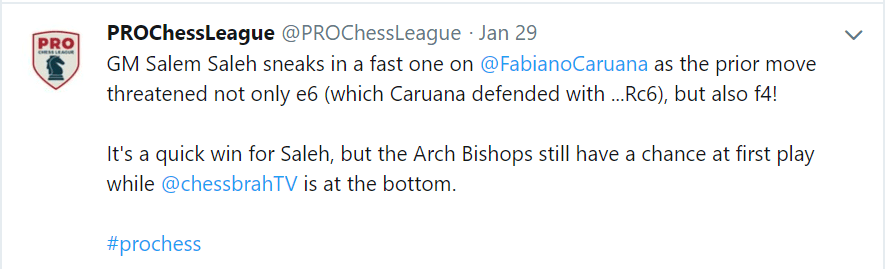 PROChessLeague @PROChessLeague · Jan 29
PRO
CHESS LEAGUE
GM Salem Saleh sneaks in a fast one on @FabianoCaruana as the prior move
threatened not only e6 (which Caruana defended with ...Rc6), but also f4!
It's a quick win for Saleh, but the Arch Bishops still have a chance at first play
while @chessbrahTV is at the bottom.
#prochess